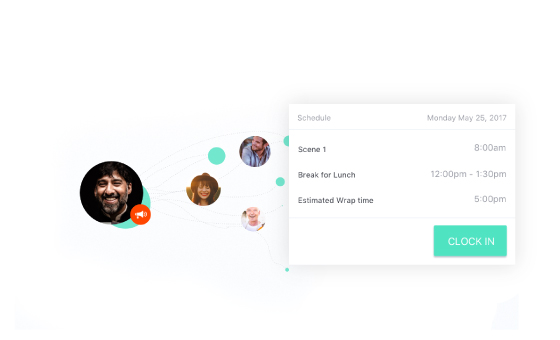 Schedule Monday May 25, 2017
Scene 1 8:00am
Break for Lunch 12:00pm - 1:30pm
Estimated Wrap time 5:00pm
CLOCK IN